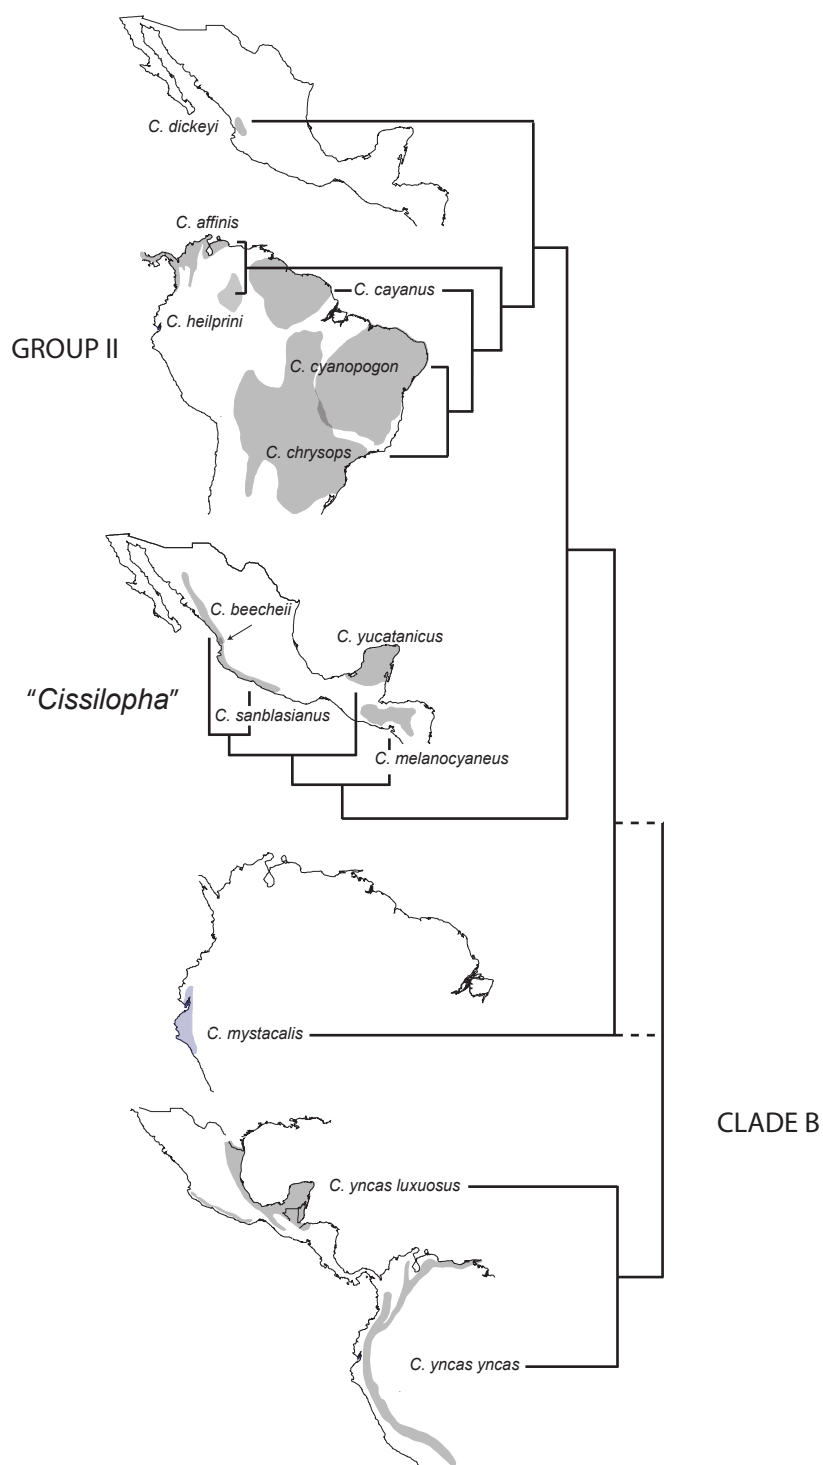 C. dickeyi
C. affinis
C. cayanus
C. heilprini
GROUP II
C. cyanopogon
C. chrysops
C. beecheii
C. yucatanicus
"Cissilopha"
C. sanblasianus
C. melanocyaneus
C. mystacalis
CLADE B
C. yncas luxuosus
C. yncas yncas